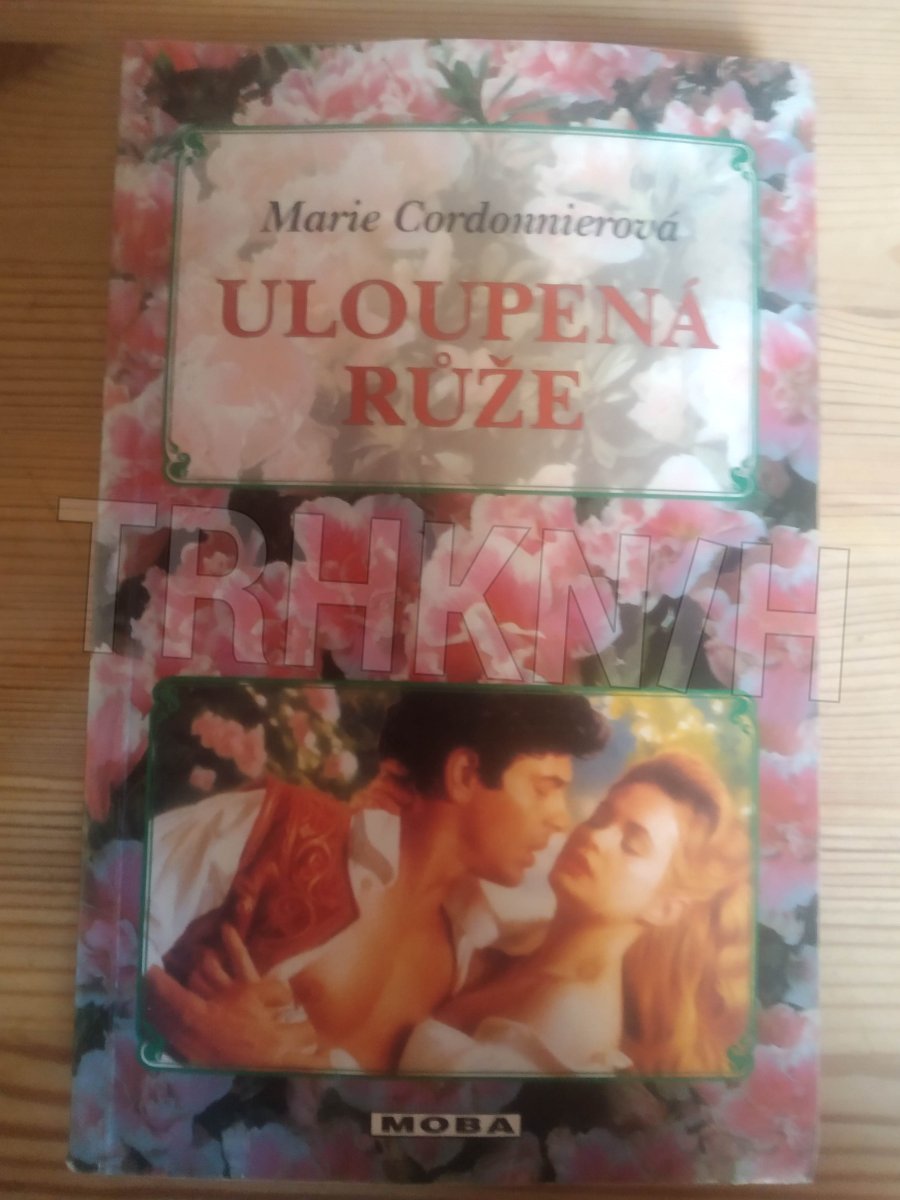 Marie Cordonnierová
ULOUPENÁ
RŮŽE
TRHKNIH
MOBA